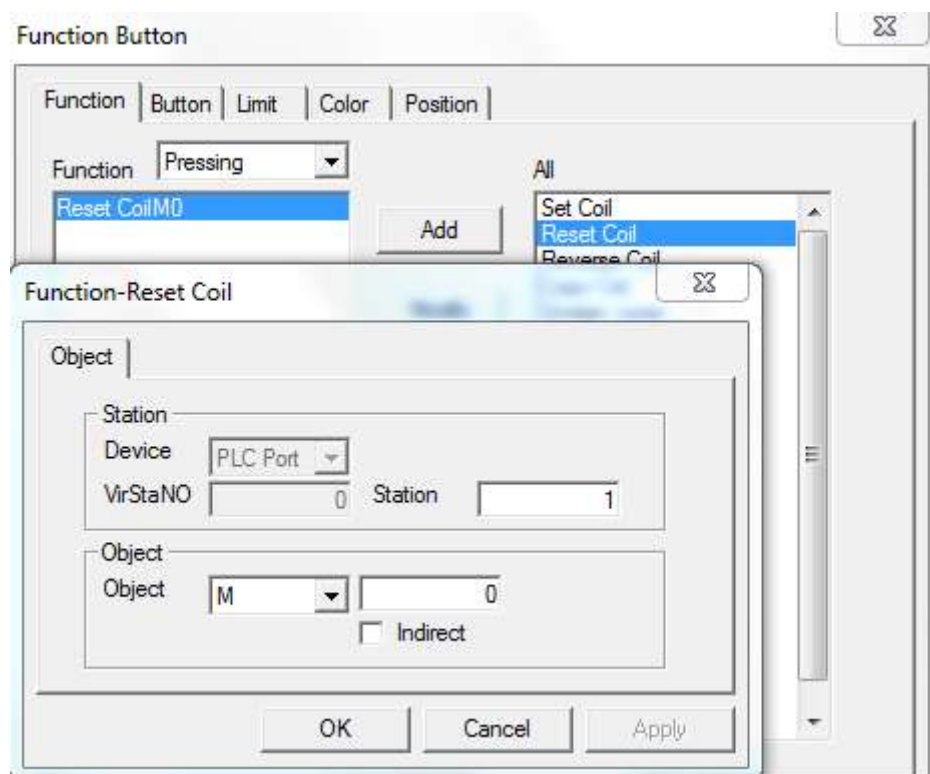 Function Button
Function Button Limit Color Position
Function Pressing All
Reset CoilM0
Add
Set Coil
Reset Coil
Reverse Coil
Function-Reset Coil
Object
Station
Device PLC Port
VirStaNO 0 Station 1
Object
Object M 0
Indirect
OK Cancel Apply